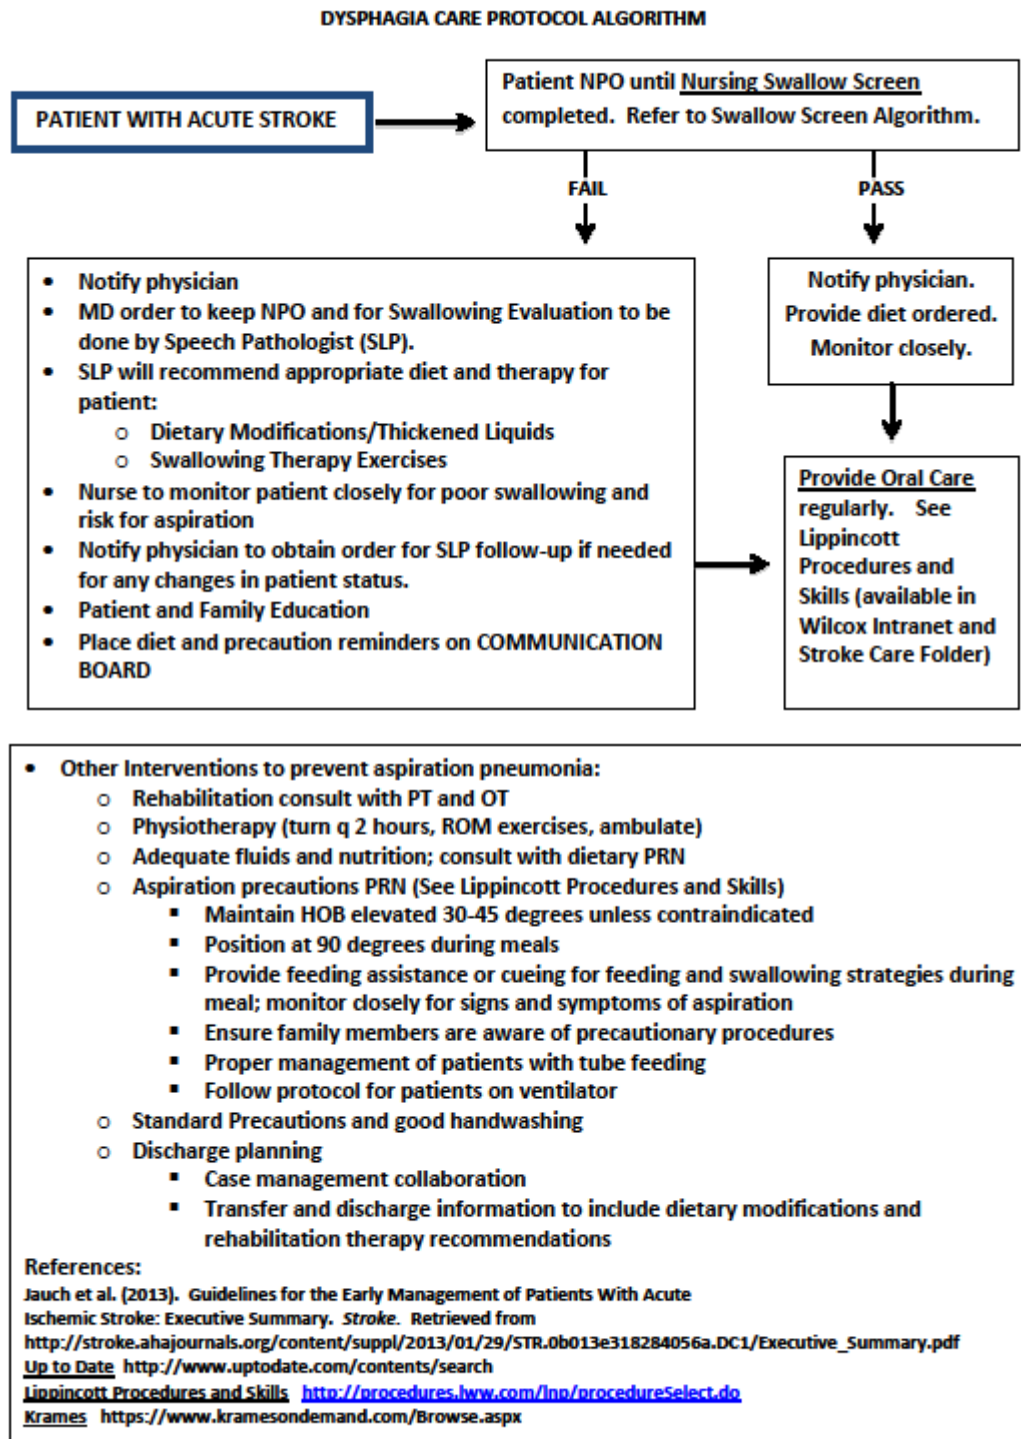 DYSPHAGIA CARE PROTOCOL ALGORITHM
PATIENT WITH ACUTE STROKE
Patient NPO until Nursing Swallow Screen
completed. Refer to Swallow Screen Algorithm.
FAIL
PASS
• Notify physician
• MD order to keep NPO and for Swallowing Evaluation to be
done by Speech Pathologist (SLP).
• SLP will recommend appropriate diet and therapy for
patient:
o Dietary Modifications/Thickened Liquids
o Swallowing Therapy Exercises
• Nurse to monitor patient closely for poor swallowing and
risk for aspiration
• Notify physician to obtain order for SLP follow-up if needed
for any changes in patient status.
• Patient and Family Education
• Place diet and precaution reminders on COMMUNICATION
BOARD
Notify physician.
Provide diet ordered.
Monitor closely.
Provide Oral Care
regularly. See
Lippincott
Procedures and
Skills (available in
Wilcox Intranet and
Stroke Care Folder)
• Other Interventions to prevent aspiration pneumonia:
o Rehabilitation consult with PT and OT
o Physiotherapy (turn q 2 hours, ROM exercises, ambulate)
o Adequate fluids and nutrition; consult with dietary PRN
o Aspiration precautions PRN (See Lippincott Procedures and Skills)
▪ Maintain HOB elevated 30-45 degrees unless contraindicated
▪ Position at 90 degrees during meals
▪ Provide feeding assistance or cueing for feeding and swallowing strategies during
meal; monitor closely for signs and symptoms of aspiration
▪ Ensure family members are aware of precautionary procedures
▪ Proper management of patients with tube feeding
▪ Follow protocol for patients on ventilator
o Standard Precautions and good handwashing
o Discharge planning
▪ Case management collaboration
▪ Transfer and discharge information to include dietary modifications and
rehabilitation therapy recommendations
References:
Jauch et al. (2013). Guidelines for the Early Management of Patients With Acute
Ischemic Stroke: Executive Summary. Stroke. Retrieved from
http://stroke.ahajournals.org/content/suppl/2013/01/29/STR.0b013e318284056a.DC1/Executive_Summary.pdf
Up to Date http://www.uptodate.com/contents/search
Lippincott Procedures and Skills http://procedures.lww.com/lnp/procedureSelect.do
Krames https://www.kramesondemand.com/Browse.aspx